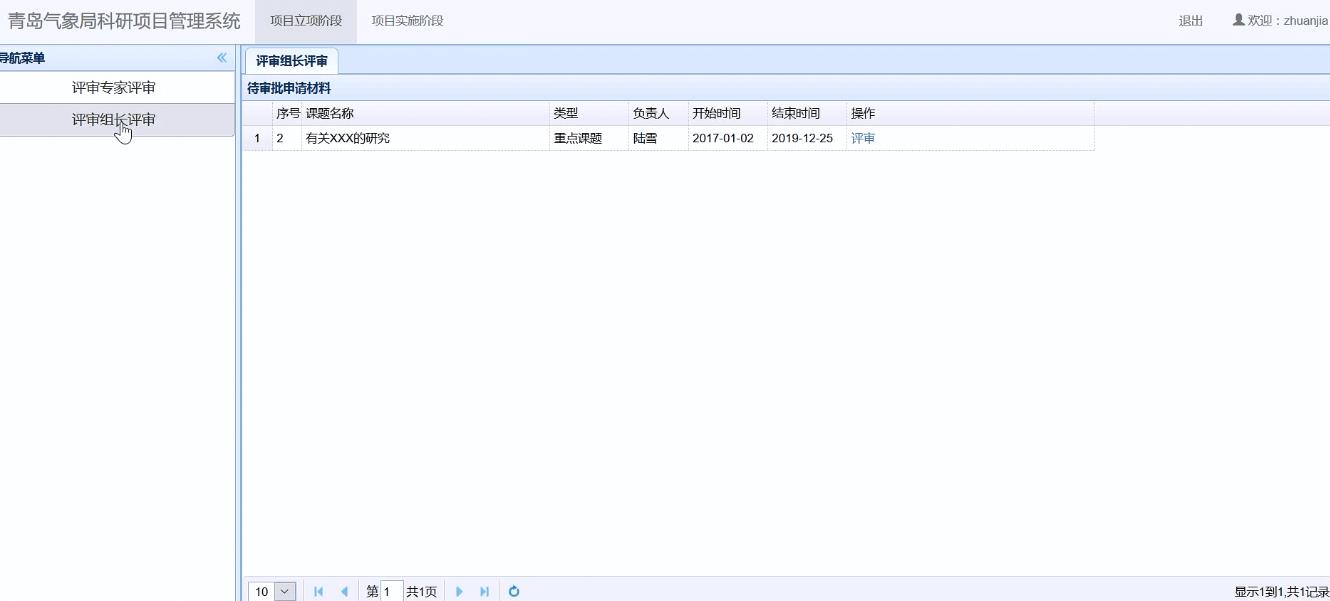 青岛气象局科研项目管理系统 项目立项阶段 项目实施阶段 退出 欢迎：zhuanjia
导航菜单
评审专家评审
评审组长评审
评审组长评审
待审批申请材料
序号 课题名称 类型 负责人 开始时间 结束时间 操作
1 2 有关XXX的研究 重点课题 陆雪 2017-01-02 2019-12-25 评审
10 第 1 共1页 显示1到1,共1记录